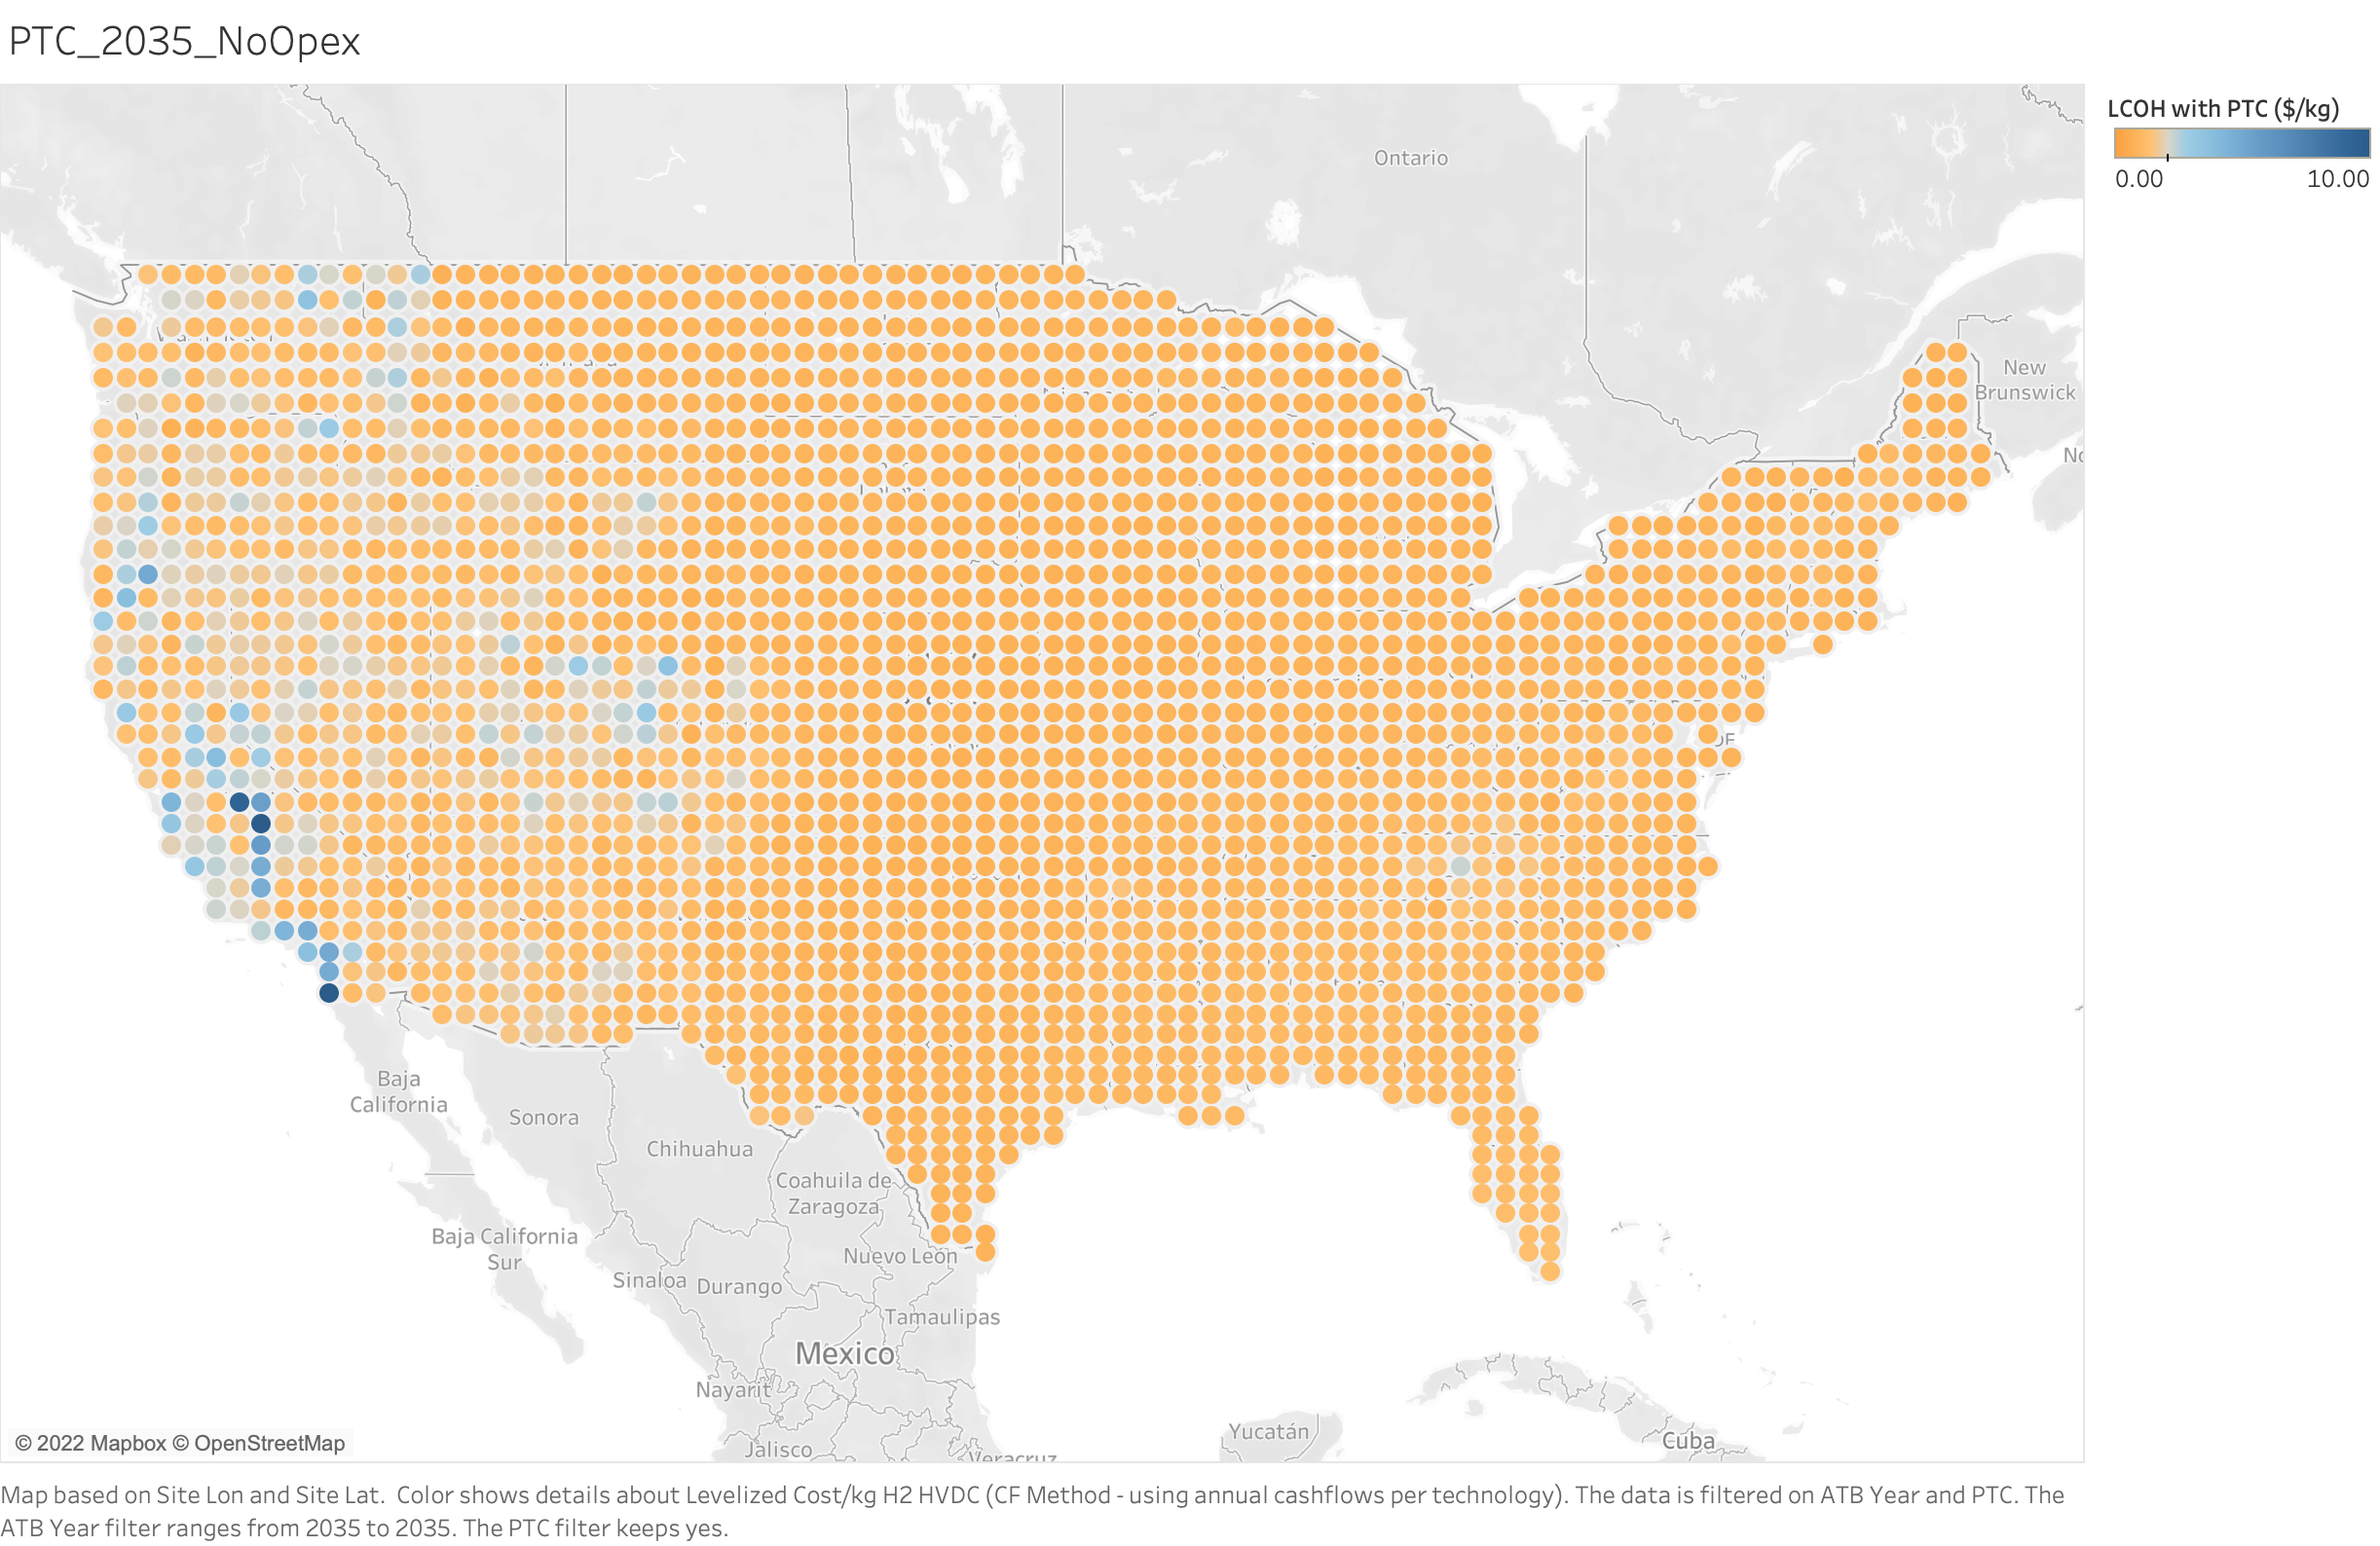 PTC_2035_NoOpex
LCOH with PTC ($/kg)
0.00
10.00
Ontario
New
Brunswick
Baja
California
Sonora
Chihuahua
Coahuila de
Zaragoza
Baja California
Sur
Nuevo León
Sinaloa
Durango
Tamaulipas
Mexico
Nayarit
Jalisco
Veracruz
Yucatán
Cuba
© 2022 Mapbox © OpenStreetMap
Map based on Site Lon and Site Lat.  Color shows details about Levelized Cost/kg H2 HVDC (CF Method - using annual cashflows per technology). The data is filtered on ATB Year and PTC. The
ATB Year filter ranges from 2035 to 2035. The PTC filter keeps yes.